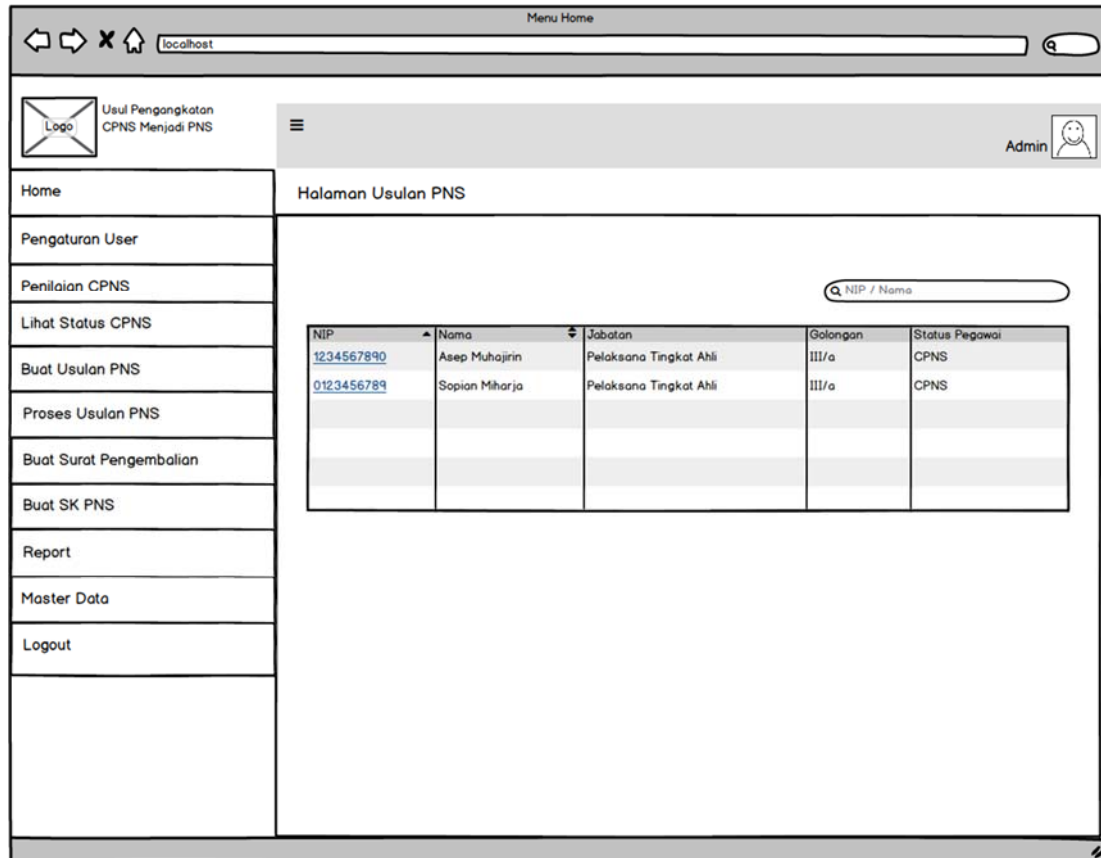 Menu Home
localhost
Logo
Usul Pengangkatan
CPNS Menjadi PNS
Admin
Home
Pengaturan User
Penilaian CPNS
Lihat Status CPNS
Buat Usulan PNS
Proses Usulan PNS
Buat Surat Pengembalian
Buat SK PNS
Report
Master Data
Logout
Halaman Usulan PNS
NIP / Nama
NIP Nama Jabatan Golongan Status Pegawai
1234567890 Asep Muhajirin Pelaksana Tingkat Ahli III/a CPNS
0123456789 Sopian Miharja Pelaksana Tingkat Ahli III/a CPNS